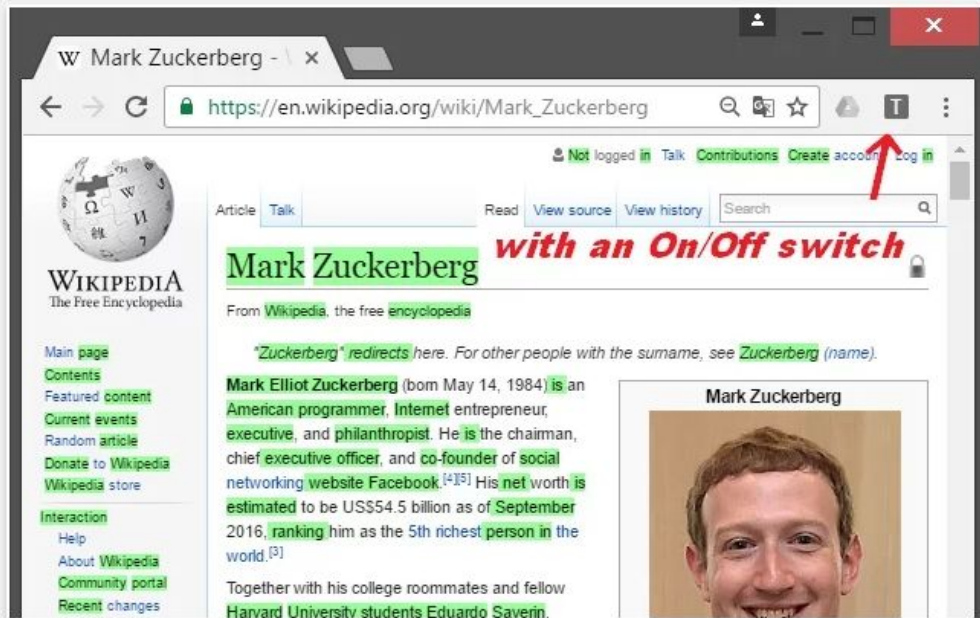 W Mark Zuckerberg -
https://en.wikipedia.org/wiki/Mark_Zuckerberg
T
Not logged in Talk Contributions Create account Log in
Article Talk Read View source View history Search
with an On/Off switch
WIKIPEDIA
The Free Encyclopedia
Mark Zuckerberg
From Wikipedia, the free encyclopedia
"Zuckerberg" redirects here. For other people with the surname, see Zuckerberg (name).
Main page
Contents
Featured content
Current events
Random article
Donate to Wikipedia
Wikipedia store
Interaction
Help
About Wikipedia
Community portal
Recent changes
Mark Elliot Zuckerberg (born May 14, 1984) is an
American programmer, Internet entrepreneur,
executive, and philanthropist. He is the chairman,
chief executive officer, and co-founder of social
networking website Facebook.[4][5] His net worth is
estimated to be US$54.5 billion as of September
2016, ranking him as the 5th richest person in the
world.[3]
Together with his college roommates and fellow
Harvard University students Eduardo Saverin,
Mark Zuckerberg